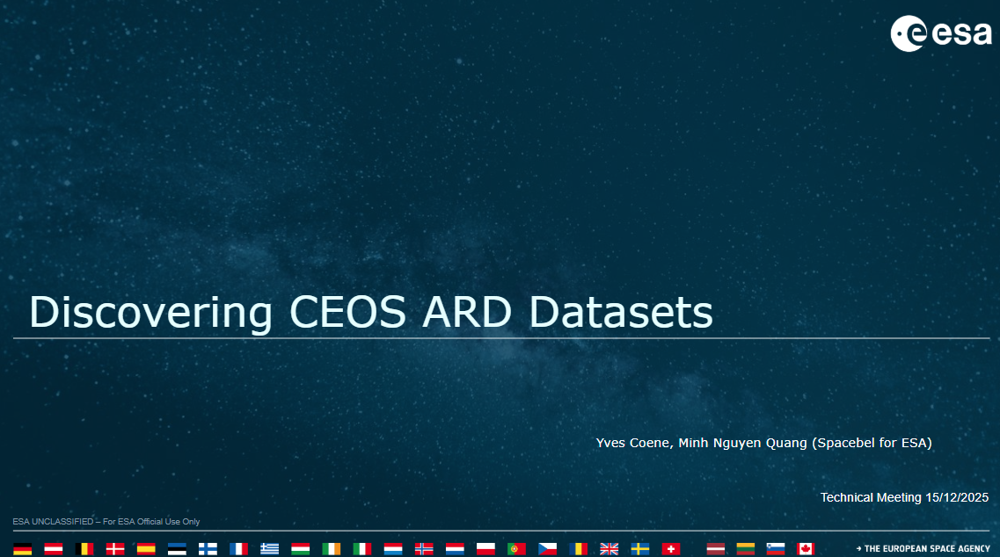 esa
Discovering CEOS ARD Datasets
Yves Coene, Minh Nguyen Quang (Spacebel for ESA)
Technical Meeting 15/12/2025
ESA UNCLASSIFIED – For ESA Official Use Only
→ THE EUROPEAN SPACE AGENCY